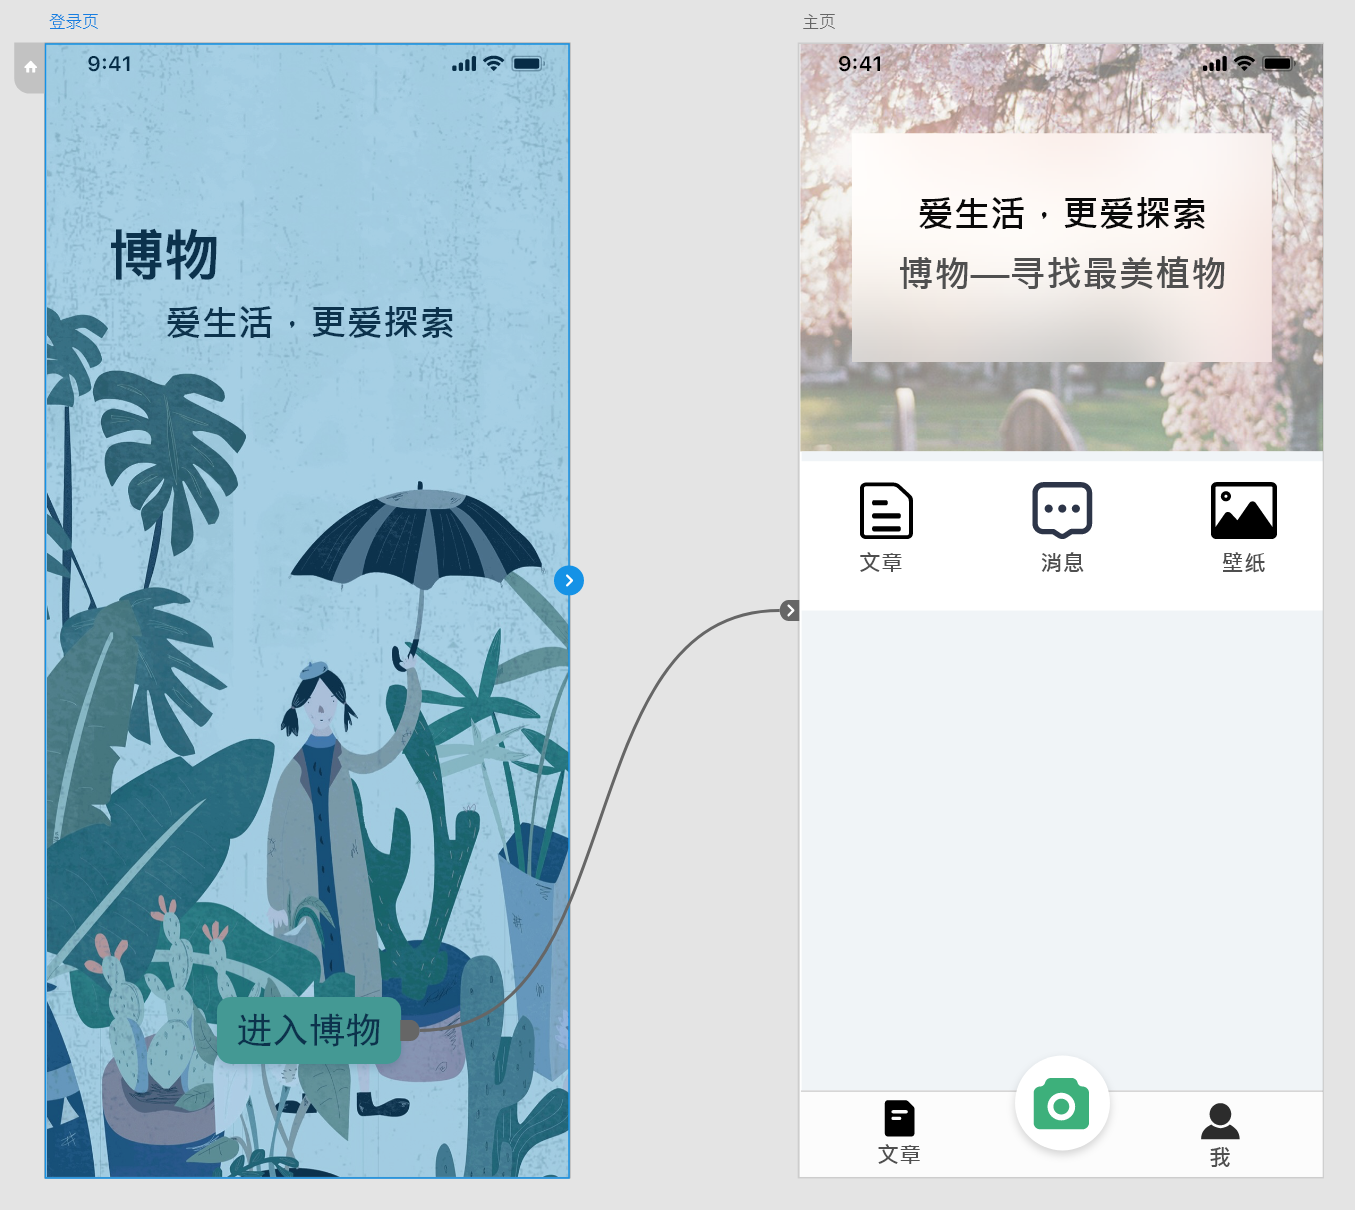 登录页
9:41
博物
爱生活，更爱探索
进入博物
主页
9:41
爱生活，更爱探索
博物—寻找最美植物
文章
消息
壁纸
文章
我